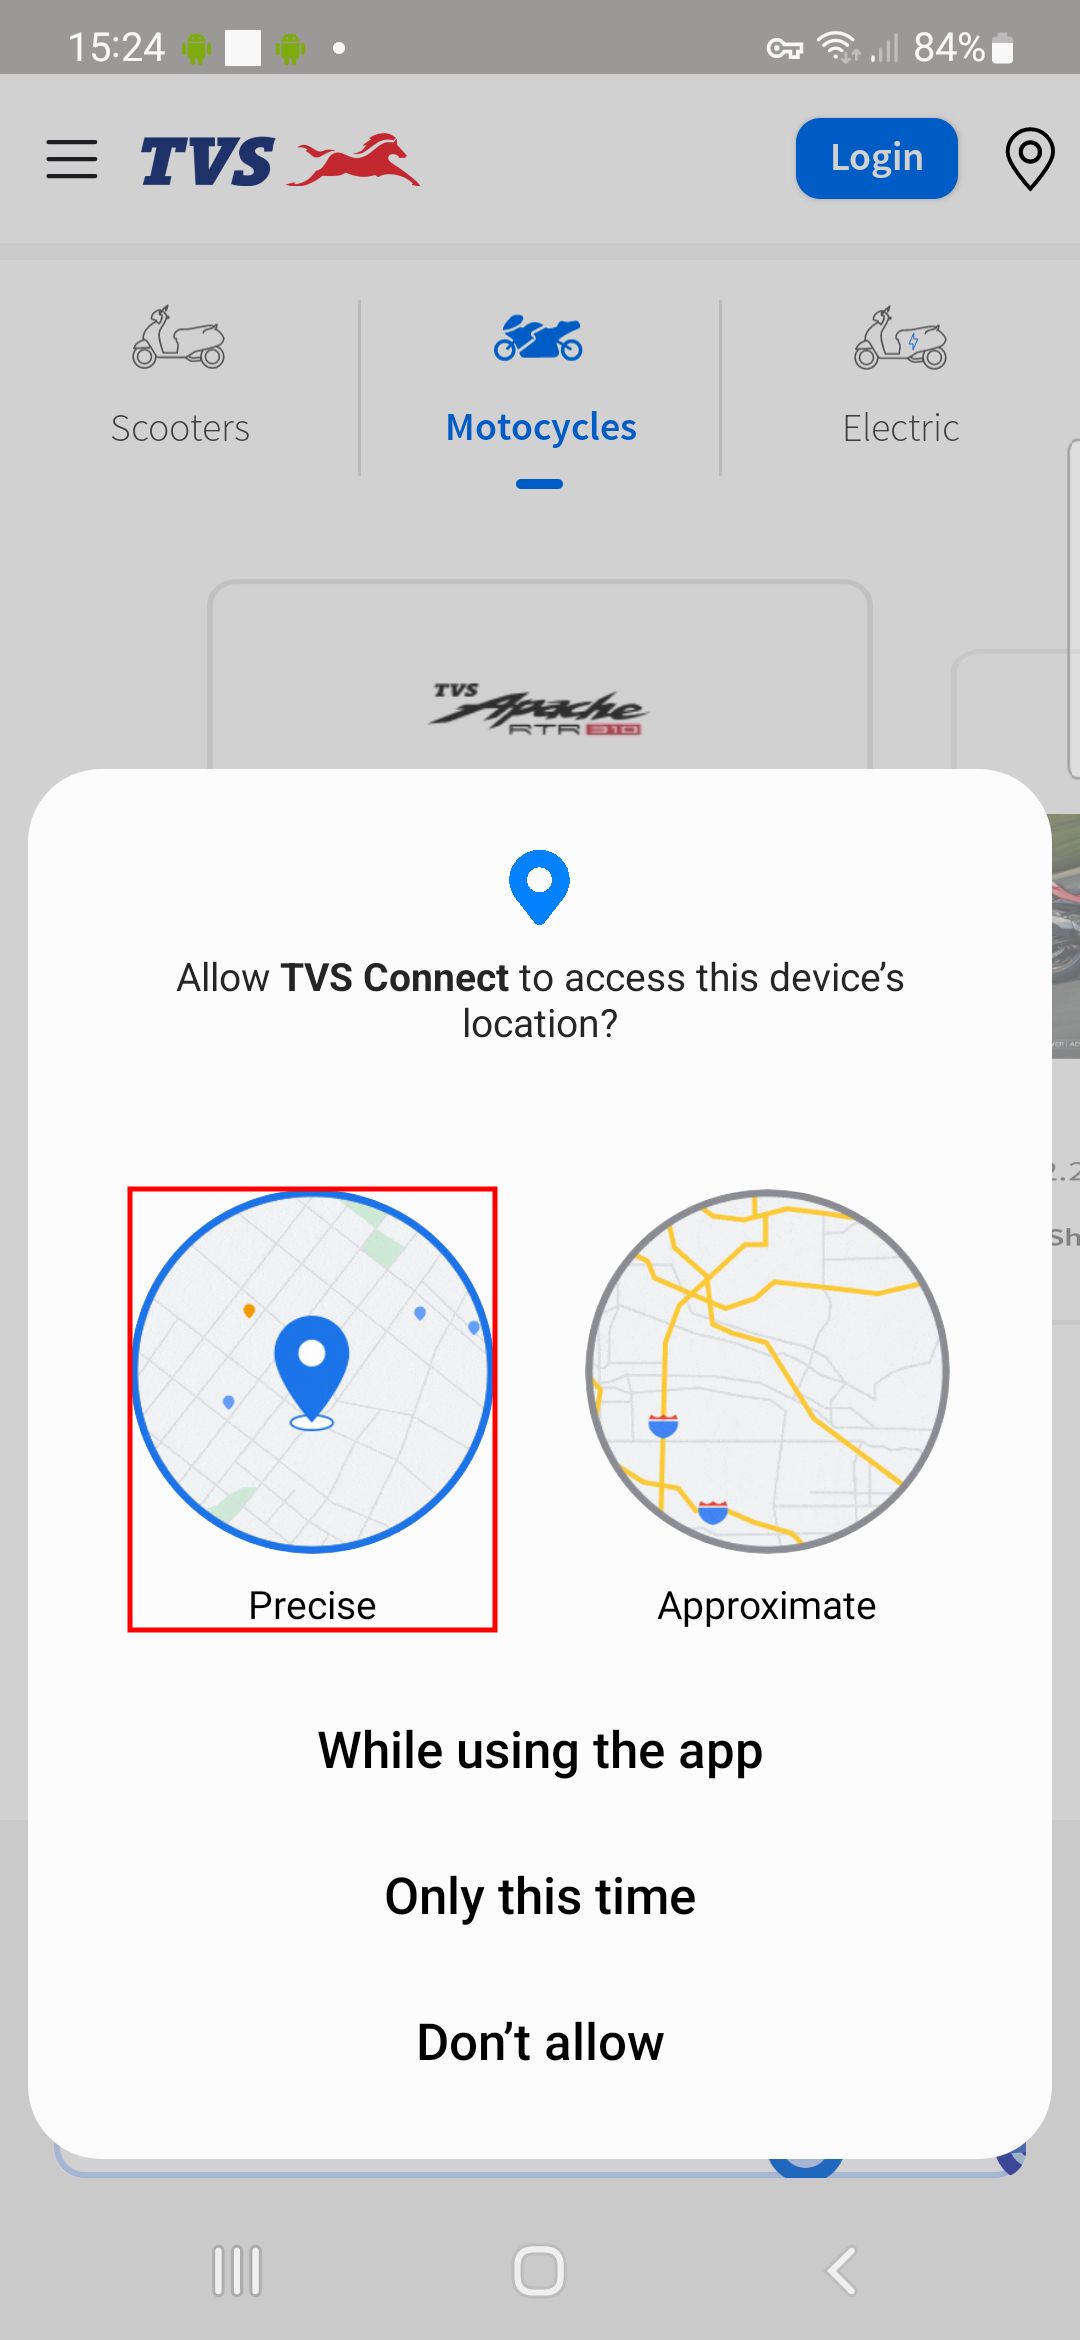 15:24
84%
TVS
Login
Scooters
Motocycles
Electric
TVS
Apache
RTR 310
Allow TVS Connect to access this device's
location?
Precise
Approximate
While using the app
Only this time
Don't allow